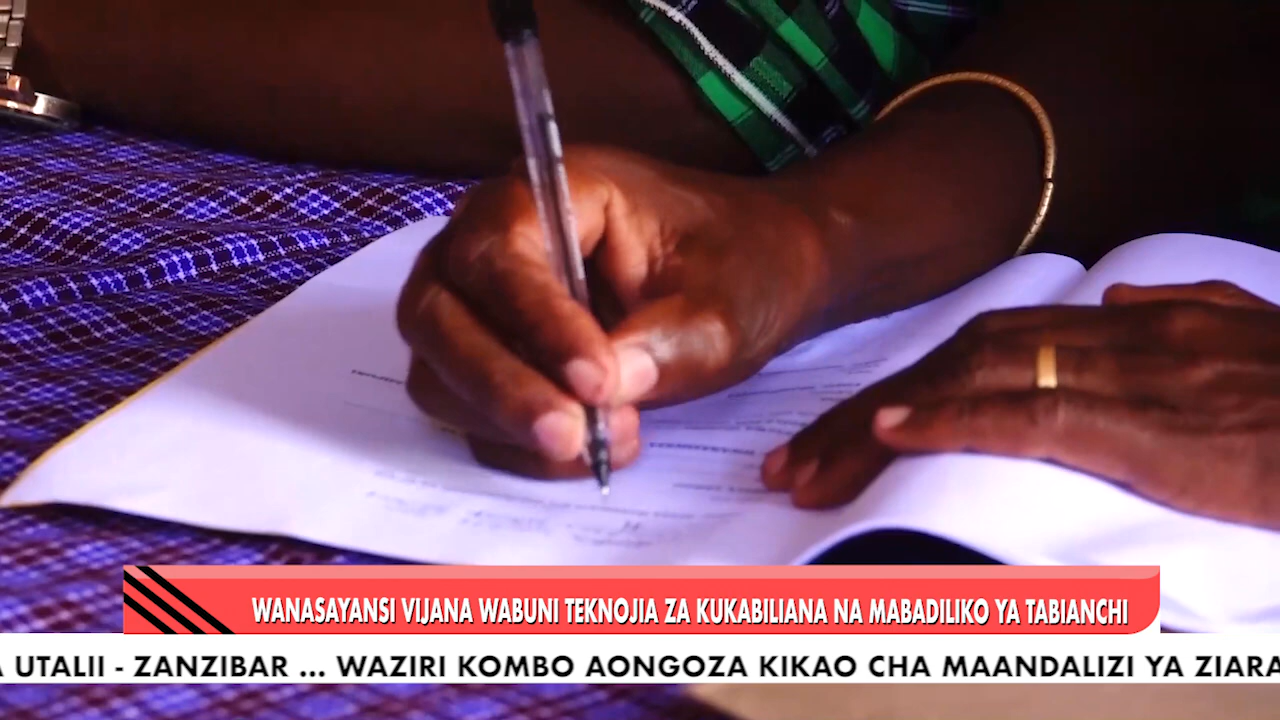 WANASAYANSI VIJANA WABUNI TEKNOJIA ZA KUKABILIANA NA MABADILIKO YA TABIANCHI
UTALII - ZANZIBAR ... WAZIRI KOMBO AONGOZA KIKAO CHA MAANDALIZI YA ZIARA